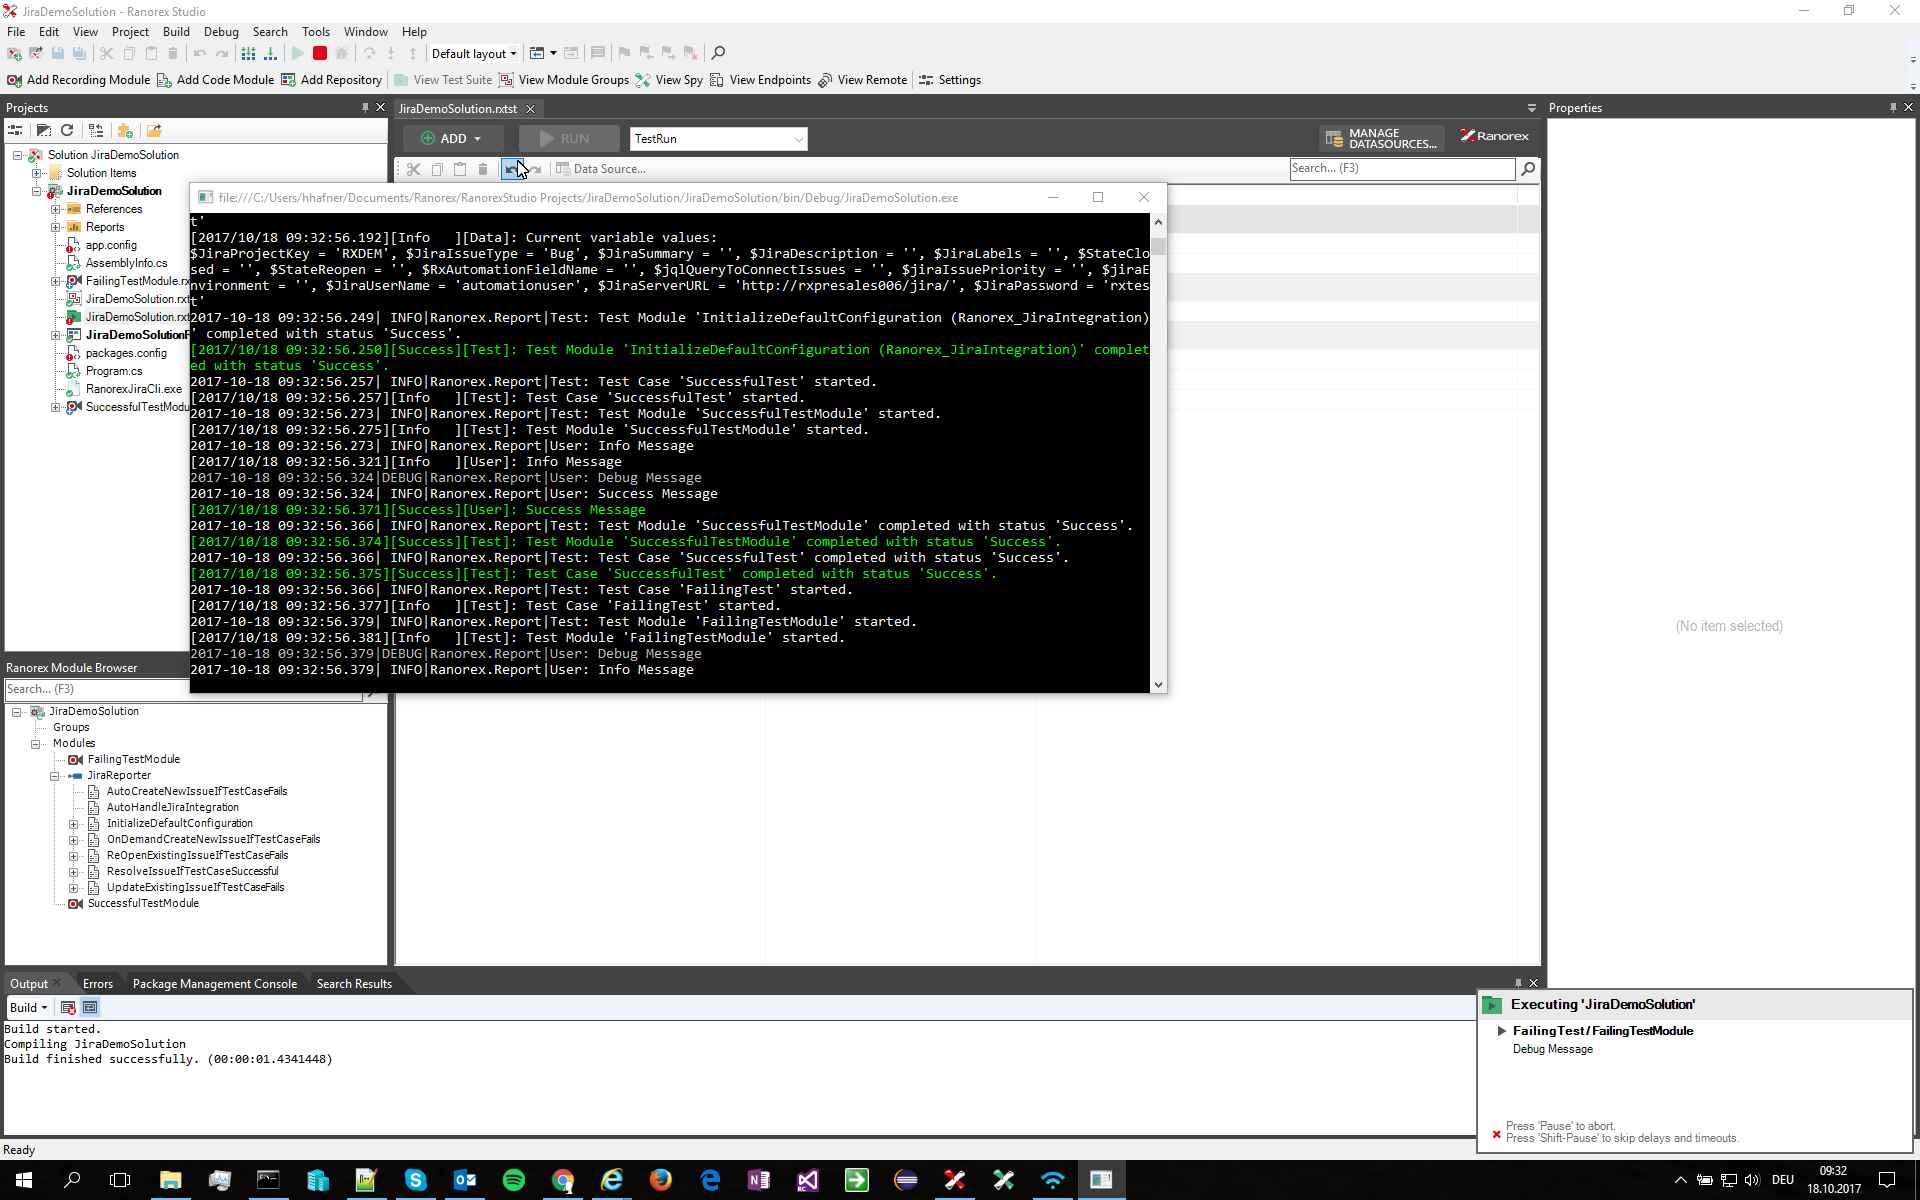 JiraDemoSolution - Ranorex Studio
File Edit View Project Build Debug Search Tools Window Help
Default layout
Add Recording Module Add Code Module Add Repository View Test Suite View Module Groups View Spy View Endpoints View Remote Settings
Projects
JiraDemoSolution.rxtst
Properties
ADD RUN TestRun MANAGE DATASOURCES... Ranorex
Data Source... Search... (F3)
Solution JiraDemoSolution
Solution Items
JiraDemoSolution
References
Reports
app.config
AssemblyInfo.cs
FailingTestModule.rx
JiraDemoSolution.rxt
JiraDemoSolution.rxt
JiraDemoSolutionR
packages.config
Program.cs
RanorexJiraCli.exe
SuccessfulTestModu
file:///C:/Users/hhafner/Documents/Ranorex/RanorexStudio Projects/JiraDemoSolution/JiraDemoSolution/bin/Debug/JiraDemoSolution.exe
t'
[2017/10/18 09:32:56.192][Info   ][Data]: Current variable values:
$JiraProjectKey = 'RXDEM', $JiraIssueType = 'Bug', $JiraSummary = '', $JiraDescription = '', $JiraLabels = '', $StateClo
sed = '', $StateReopen = '', $RxAutomationFieldName = '', $jqlQueryToConnectIssues = '', $jiraIssuePriority = '', $jiraE
nvironment = '', $JiraUserName = 'automationuser', $JiraServerURL = 'http://rxpresales006/jira/', $JiraPassword = 'rxtes
t'
2017-10-18 09:32:56.249| INFO|Ranorex.Report|Test: Test Module 'InitializeDefaultConfiguration (Ranorex_JiraIntegration)
' completed with status 'Success'.
[2017/10/18 09:32:56.250][Success][Test]: Test Module 'InitializeDefaultConfiguration (Ranorex_JiraIntegration)' complet
ed with status 'Success'.
2017-10-18 09:32:56.257| INFO|Ranorex.Report|Test: Test Case 'SuccessfulTest' started.
[2017/10/18 09:32:56.257][Info   ][Test]: Test Case 'SuccessfulTest' started.
2017-10-18 09:32:56.273| INFO|Ranorex.Report|Test: Test Module 'SuccessfulTestModule' started.
[2017/10/18 09:32:56.275][Info   ][Test]: Test Module 'SuccessfulTestModule' started.
2017-10-18 09:32:56.273| INFO|Ranorex.Report|User: Info Message
[2017/10/18 09:32:56.321][Info   ][User]: Info Message
2017-10-18 09:32:56.324|DEBUG|Ranorex.Report|User: Debug Message
2017-10-18 09:32:56.324| INFO|Ranorex.Report|User: Success Message
[2017/10/18 09:32:56.371][Success][User]: Success Message
2017-10-18 09:32:56.366| INFO|Ranorex.Report|Test: Test Module 'SuccessfulTestModule' completed with status 'Success'.
[2017/10/18 09:32:56.374][Success][Test]: Test Module 'SuccessfulTestModule' completed with status 'Success'.
2017-10-18 09:32:56.366| INFO|Ranorex.Report|Test: Test Case 'SuccessfulTest' completed with status 'Success'.
[2017/10/18 09:32:56.375][Success][Test]: Test Case 'SuccessfulTest' completed with status 'Success'.
2017-10-18 09:32:56.366| INFO|Ranorex.Report|Test: Test Case 'FailingTest' started.
[2017/10/18 09:32:56.377][Info   ][Test]: Test Case 'FailingTest' started.
2017-10-18 09:32:56.379| INFO|Ranorex.Report|Test: Test Module 'FailingTestModule' started.
[2017/10/18 09:32:56.381][Info   ][Test]: Test Module 'FailingTestModule' started.
2017-10-18 09:32:56.379|DEBUG|Ranorex.Report|User: Debug Message
2017-10-18 09:32:56.379| INFO|Ranorex.Report|User: Info Message
(No item selected)
Ranorex Module Browser
Search... (F3)
JiraDemoSolution
Groups
Modules
FailingTestModule
JiraReporter
AutoCreateNewIssueIfTestCaseFails
AutoHandleJiraIntegration
InitializeDefaultConfiguration
OnDemandCreateNewIssueIfTestCaseFails
ReOpenExistingIssueIfTestCaseFails
ResolveIssueIfTestCaseSuccessful
UpdateExistingIssueIfTestCaseFails
SuccessfulTestModule
Output Errors Package Management Console Search Results
Build
Build started.
Compiling JiraDemoSolution
Build finished successfully. (00:00:01.4341448)
Executing 'JiraDemoSolution'
FailingTest/FailingTestModule
Debug Message
Press 'Pause' to abort.
Press 'Shift-Pause' to skip delays and timeouts.
Ready
DEU
09:32
18.10.2017